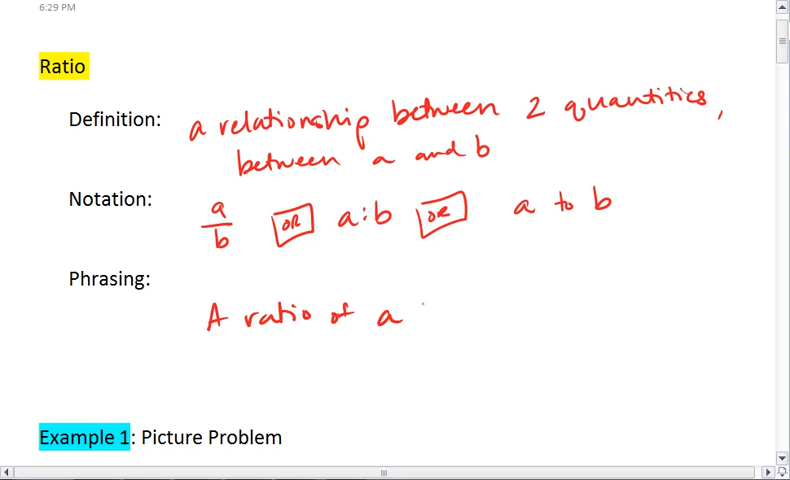 6:29 PM
Ratio
Definition: a relationship between 2 quantities,
between a and b
Notation: a/b OR a:b OR a to b
Phrasing:
A ratio of a
Example 1: Picture Problem